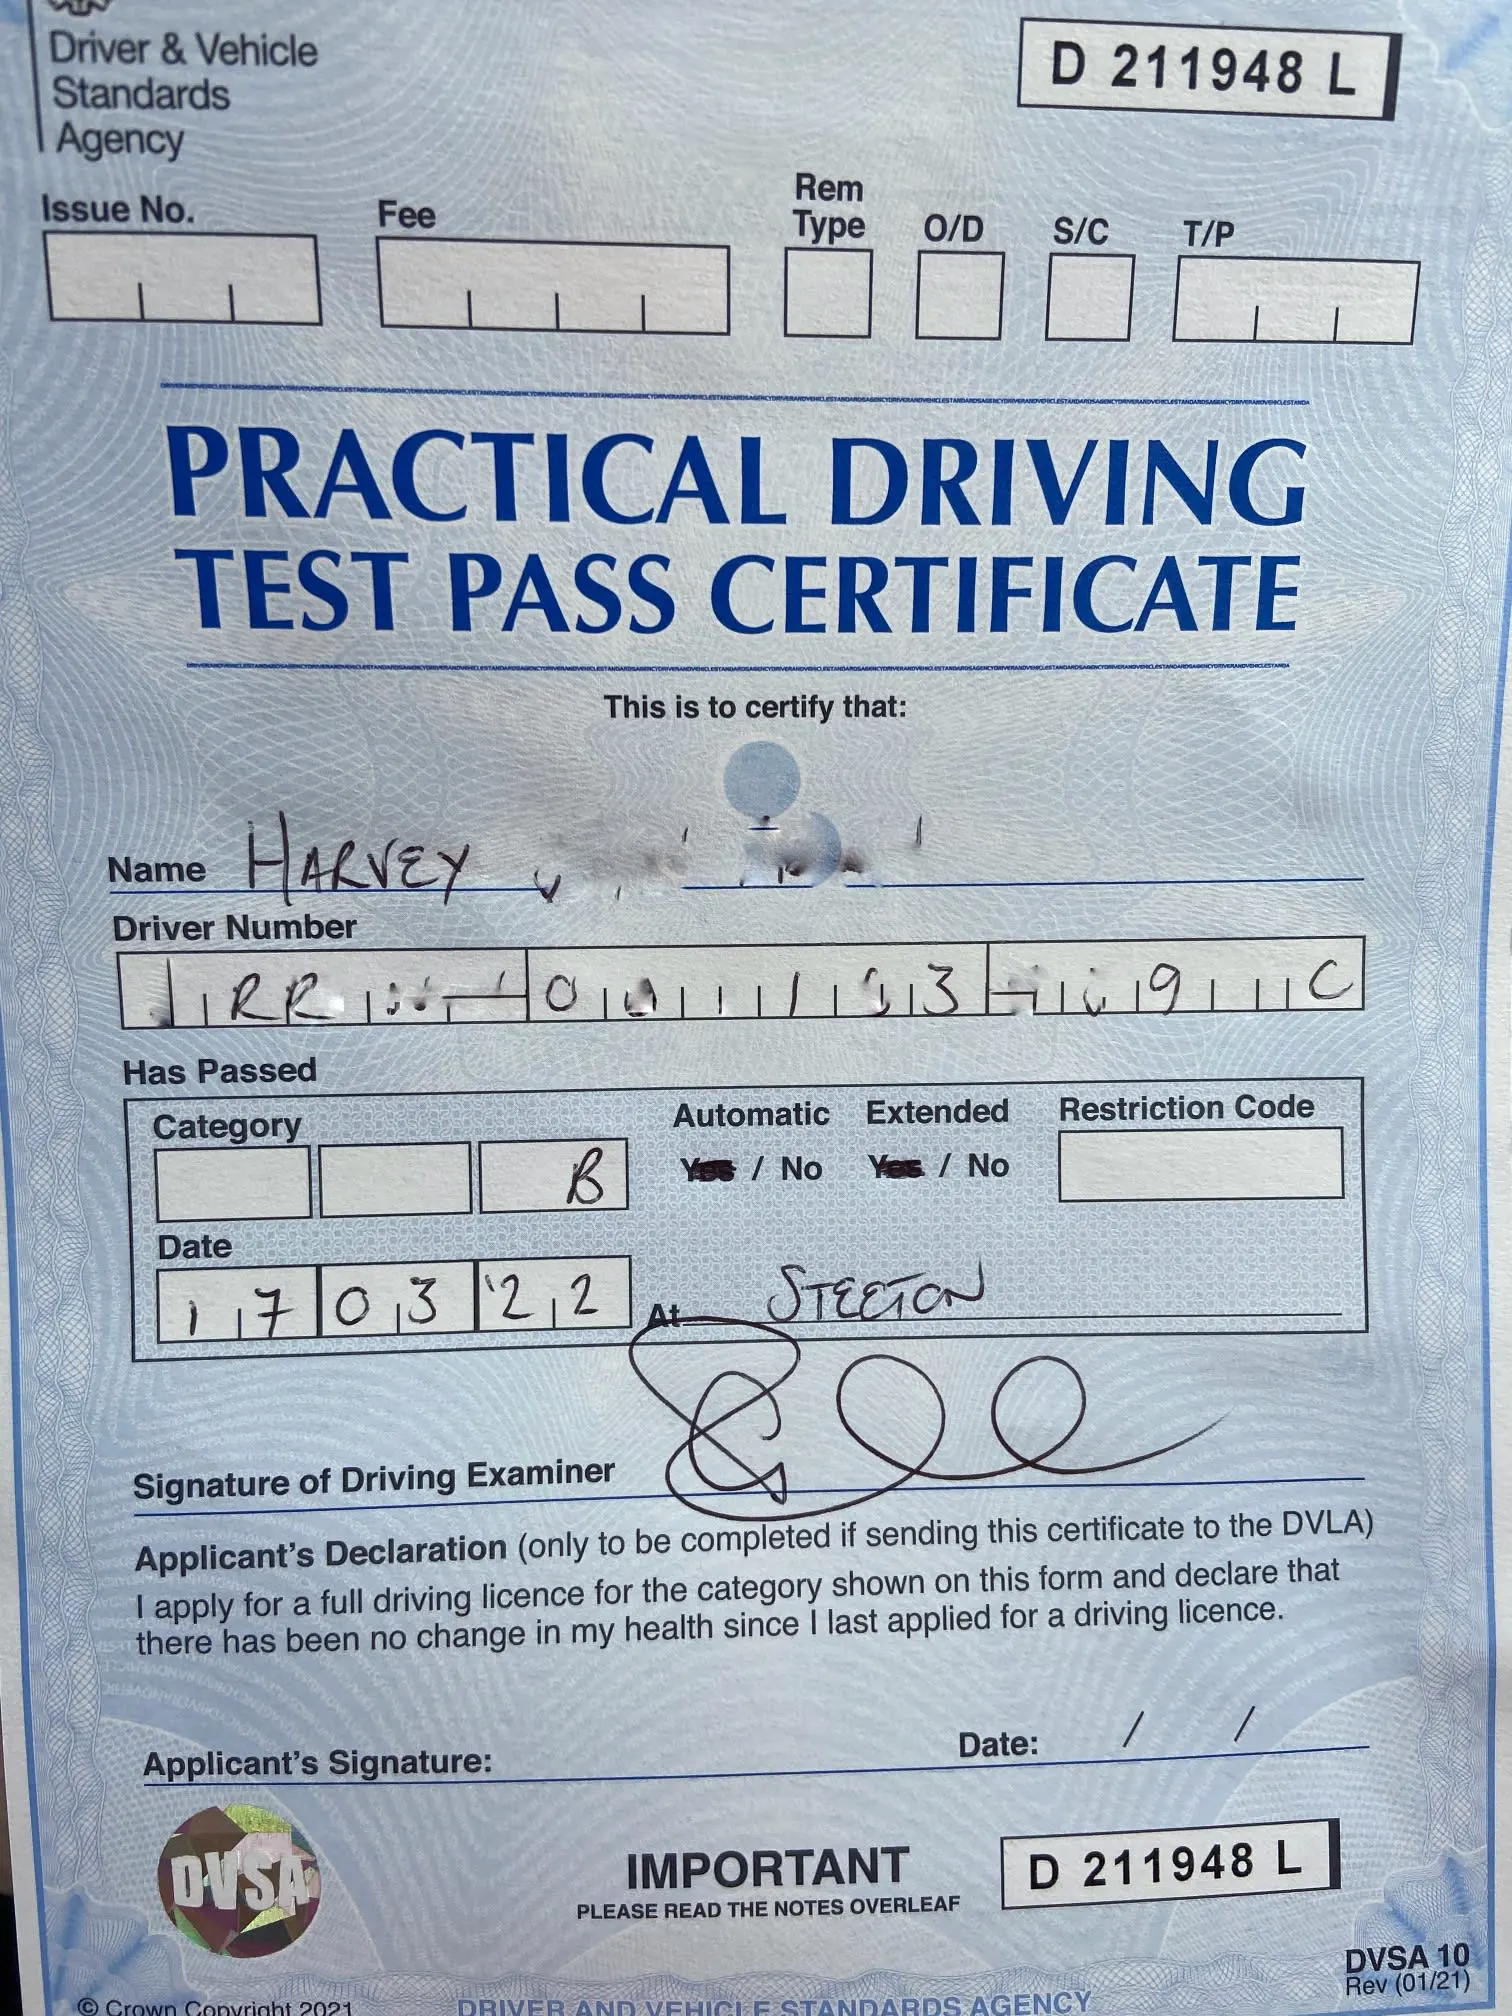 Driver & Vehicle
Standards
Agency
D 211948 L
Issue No.
Fee
Rem
Type
O/D
S/C
T/P
PRACTICAL DRIVING
TEST PASS CERTIFICATE
This is to certify that:
Name HARVEY
Driver Number
Has Passed
Category
Automatic Extended Restriction Code
B
Yes / No Yes / No
Date
17 03 22
At STEETON
Signature of Driving Examiner
Applicant's Declaration (only to be completed if sending this certificate to the DVLA)
I apply for a full driving licence for the category shown on this form and declare that
there has been no change in my health since I last applied for a driving licence.
Applicant's Signature:
Date: / /
DVSA
IMPORTANT
PLEASE READ THE NOTES OVERLEAF
D 211948 L
DVSA 10
Rev (01/21)
© Crown Copyright 2021
DRIVER AND VEHICLE STANDARDS AGENCY